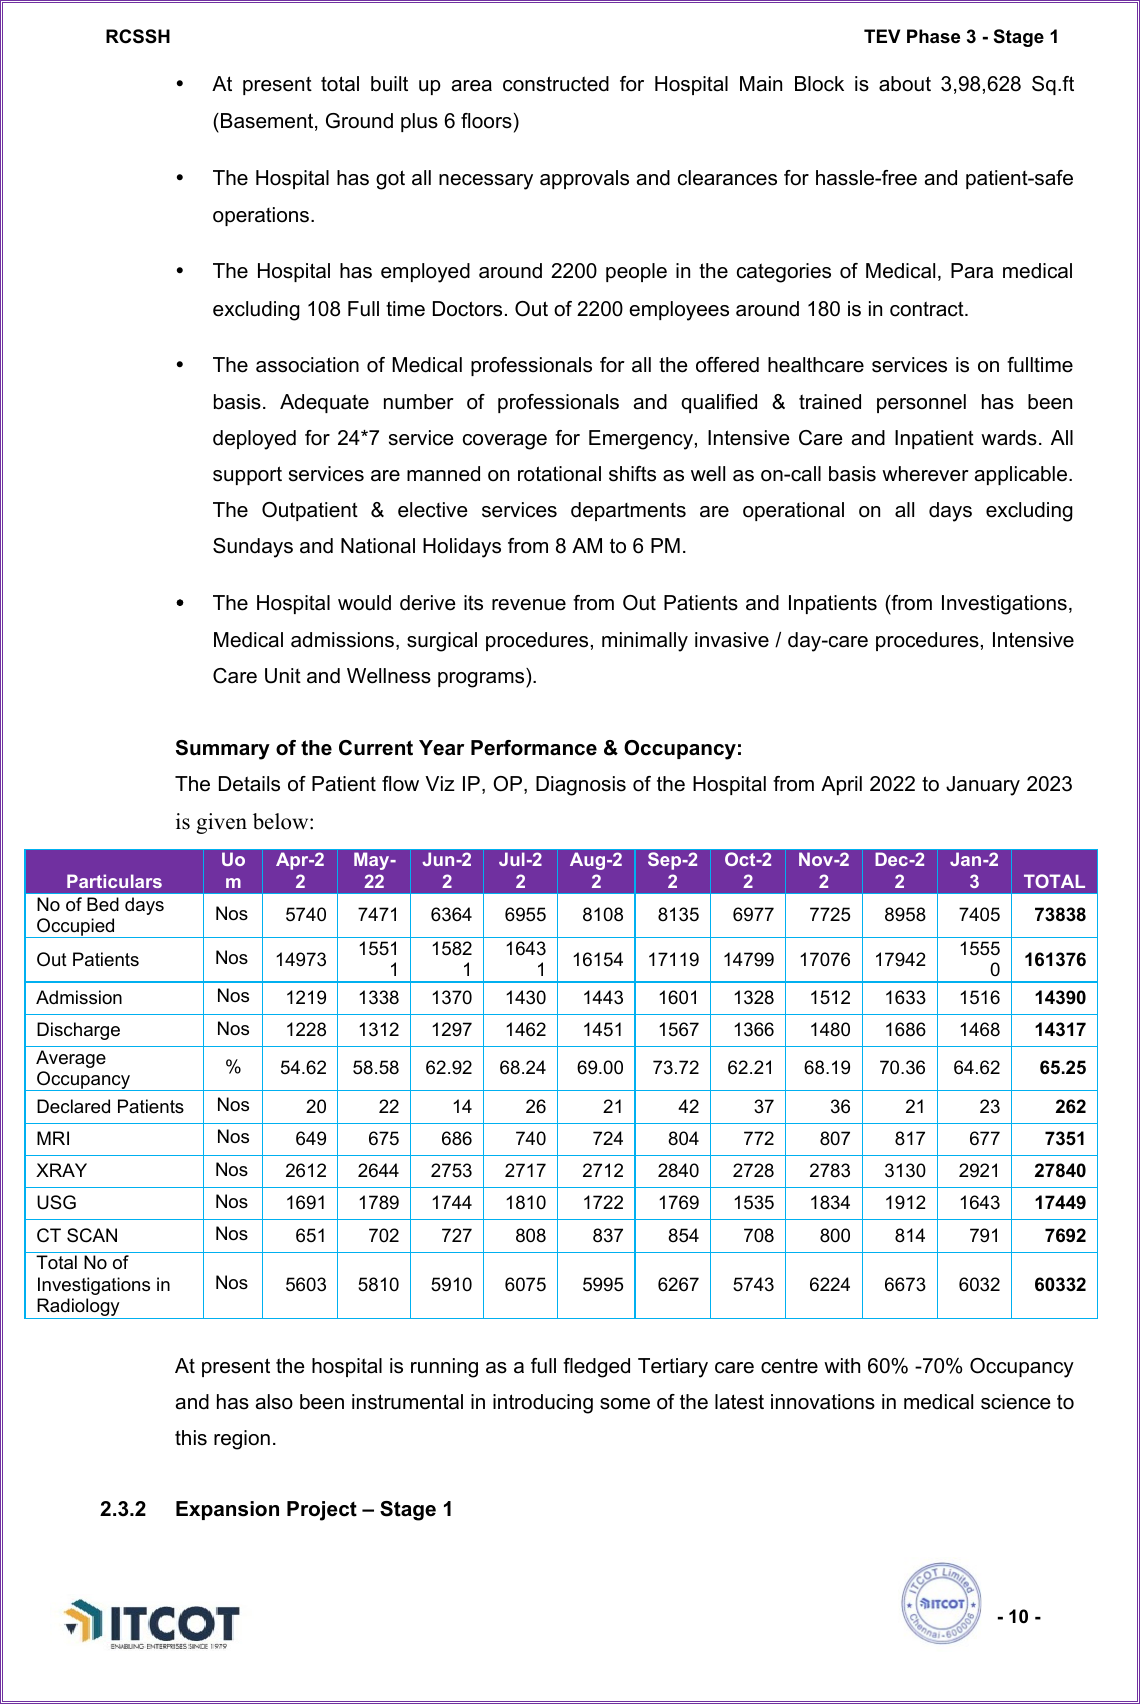 RCSSH TEV Phase 3 - Stage 1
• At present total built up area constructed for Hospital Main Block is about 3,98,628 Sq.ft
(Basement, Ground plus 6 floors)
• The Hospital has got all necessary approvals and clearances for hassle-free and patient-safe
operations.
• The Hospital has employed around 2200 people in the categories of Medical, Para medical
excluding 108 Full time Doctors. Out of 2200 employees around 180 is in contract.
• The association of Medical professionals for all the offered healthcare services is on fulltime
basis. Adequate number of professionals and qualified & trained personnel has been
deployed for 24*7 service coverage for Emergency, Intensive Care and Inpatient wards. All
support services are manned on rotational shifts as well as on-call basis wherever applicable.
The Outpatient & elective services departments are operational on all days excluding
Sundays and National Holidays from 8 AM to 6 PM.
• The Hospital would derive its revenue from Out Patients and Inpatients (from Investigations,
Medical admissions, surgical procedures, minimally invasive / day-care procedures, Intensive
Care Unit and Wellness programs).
Summary of the Current Year Performance & Occupancy:
The Details of Patient flow Viz IP, OP, Diagnosis of the Hospital from April 2022 to January 2023
is given below:
Particulars Uom Apr-22 May-22 Jun-22 Jul-22 Aug-22 Sep-22 Oct-22 Nov-22 Dec-22 Jan-23 TOTAL
No of Bed days Occupied Nos 5740 7471 6364 6955 8108 8135 6977 7725 8958 7405 73838
Out Patients Nos 14973 15511 15821 16431 16154 17119 14799 17076 17942 15550 161376
Admission Nos 1219 1338 1370 1430 1443 1601 1328 1512 1633 1516 14390
Discharge Nos 1228 1312 1297 1462 1451 1567 1366 1480 1686 1468 14317
Average Occupancy % 54.62 58.58 62.92 68.24 69.00 73.72 62.21 68.19 70.36 64.62 65.25
Declared Patients Nos 20 22 14 26 21 42 37 36 21 23 262
MRI Nos 649 675 686 740 724 804 772 807 817 677 7351
XRAY Nos 2612 2644 2753 2717 2712 2840 2728 2783 3130 2921 27840
USG Nos 1691 1789 1744 1810 1722 1769 1535 1834 1912 1643 17449
CT SCAN Nos 651 702 727 808 837 854 708 800 814 791 7692
Total No of Investigations in Radiology Nos 5603 5810 5910 6075 5995 6267 5743 6224 6673 6032 60332
At present the hospital is running as a full fledged Tertiary care centre with 60% -70% Occupancy
and has also been instrumental in introducing some of the latest innovations in medical science to
this region.
2.3.2 Expansion Project – Stage 1
ITCOT
ENABLING ENTERPRISES SINCE 1979
ITCOT Limited
ITCOT
Chennai-600006
- 10 -